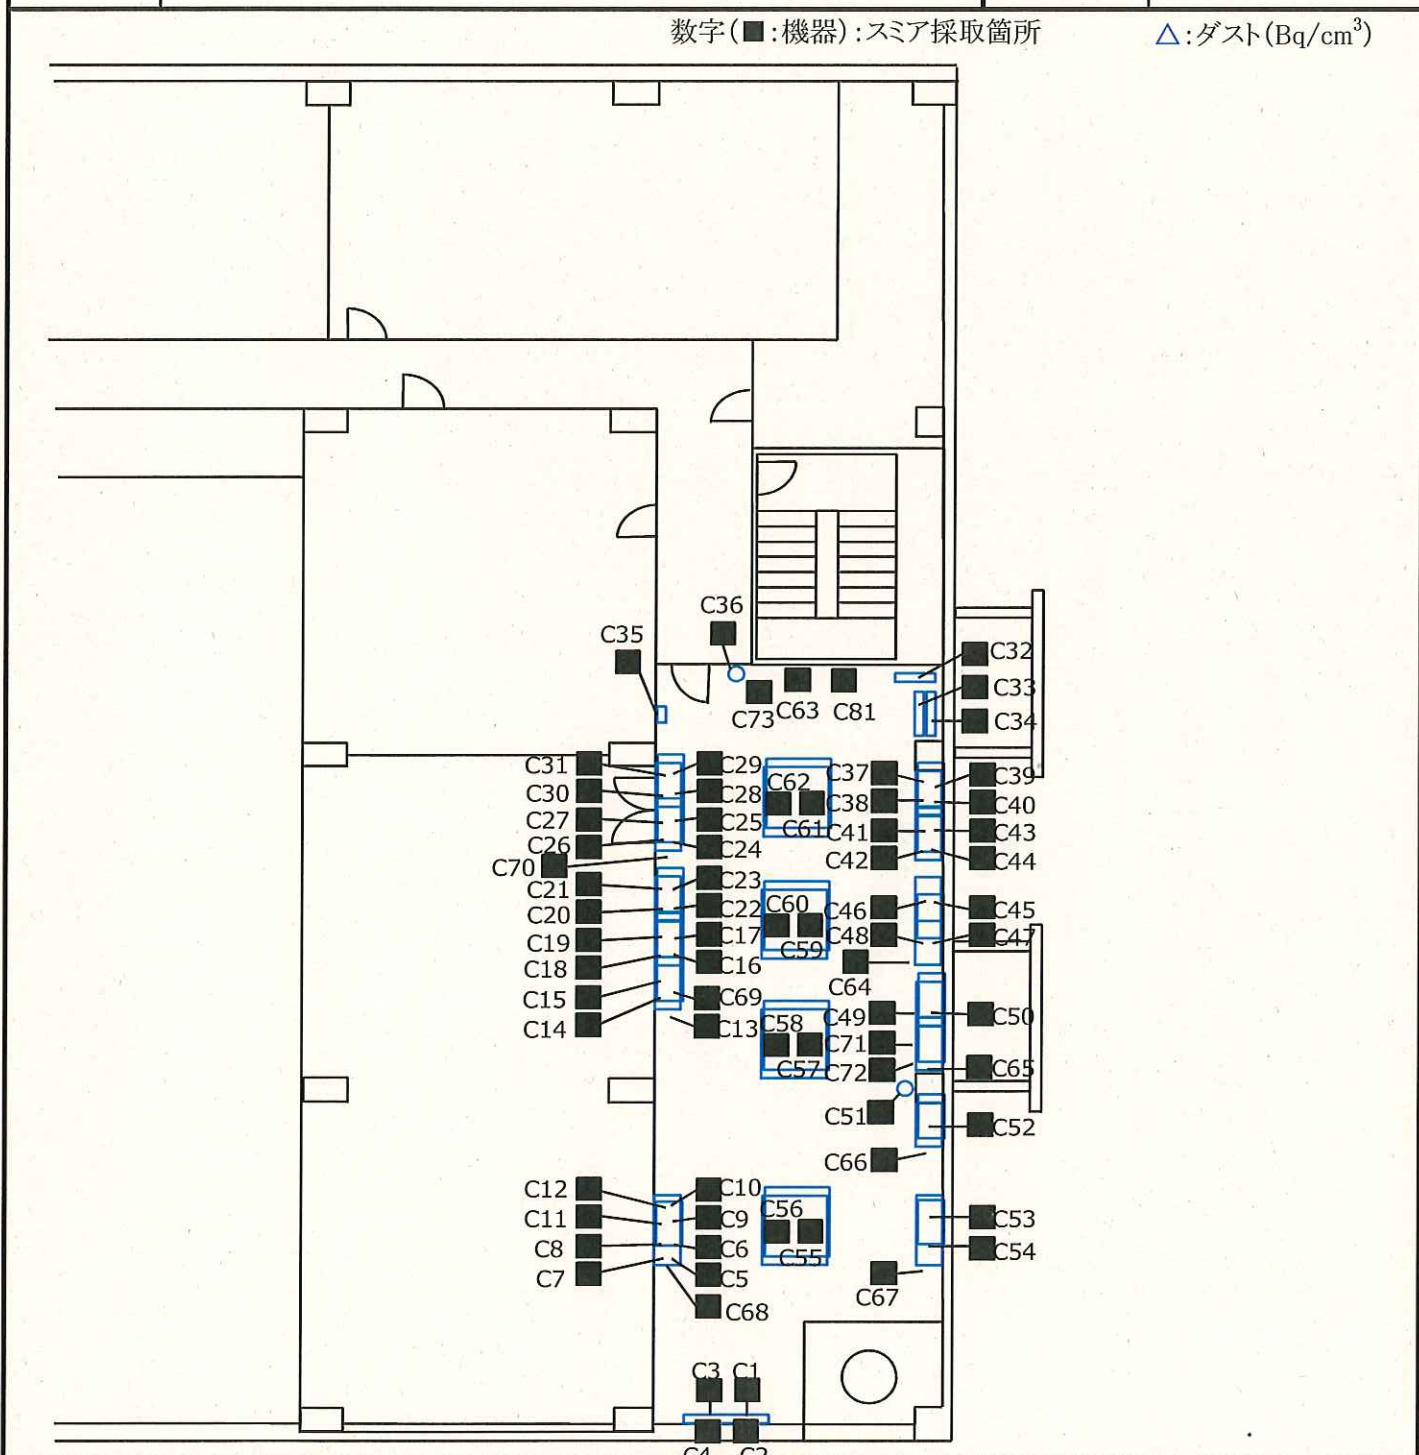 数字(■:機器):スミア採取箇所 △:ダスト(Bq/cm³)
C36
C35
C32
C33
C73 C63 C81 C34
C31 C29 C62 C37 C39
C30 C28 C38 C40
C27 C25 C61 C41 C43
C26 C24 C42 C44
C70
C21 C23
C20 C22 C60 C46 C45
C19 C17 C59 C48 C47
C18 C16
C64
C15 C69
C14 C13 C58 C49 C50
C71
C57 C72 C65
C51
C52
C66
C12 C10
C11 C9 C56 C53
C8 C6 C55 C54
C7 C5
C67
C68
C3 C1
C4 C2